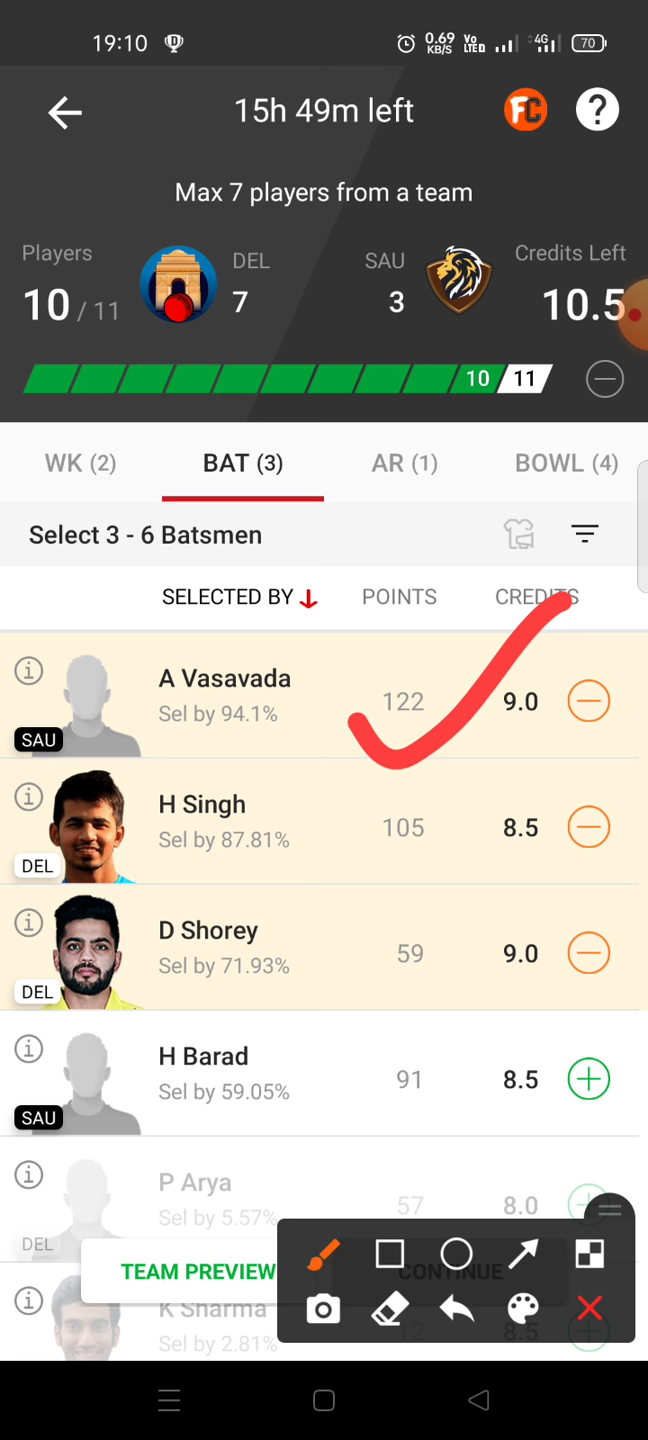 19:10
0.69 KB/S
Vo LTED
4G
70
15h 49m left
FC
?
Max 7 players from a team
Players
DEL
SAU
Credits Left
10 / 11
7
3
10.5
10
11
WK (2)
BAT (3)
AR (1)
BOWL (4)
Select 3 - 6 Batsmen
SELECTED BY
POINTS
CREDITS
A Vasavada
Sel by 94.1%
122
9.0
SAU
H Singh
Sel by 87.81%
105
8.5
DEL
D Shorey
Sel by 71.93%
59
9.0
DEL
H Barad
Sel by 59.05%
91
8.5
SAU
P Arya
Sel by 5.57%
57
8.0
DEL
TEAM PREVIEW
CONTINUE
K Sharma
Sel by 2.81%
8.5